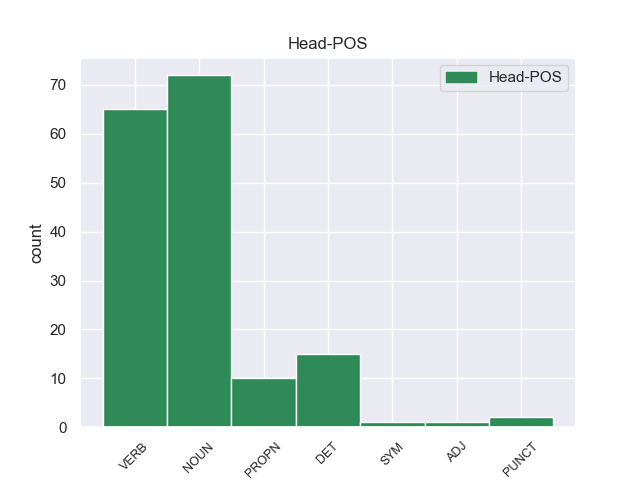 Head-POS
Head-POS
count
70
60
50
40
30
20
10
0
VERB
NOUN
PROPN
DET
SYM
ADJ
PUNCT